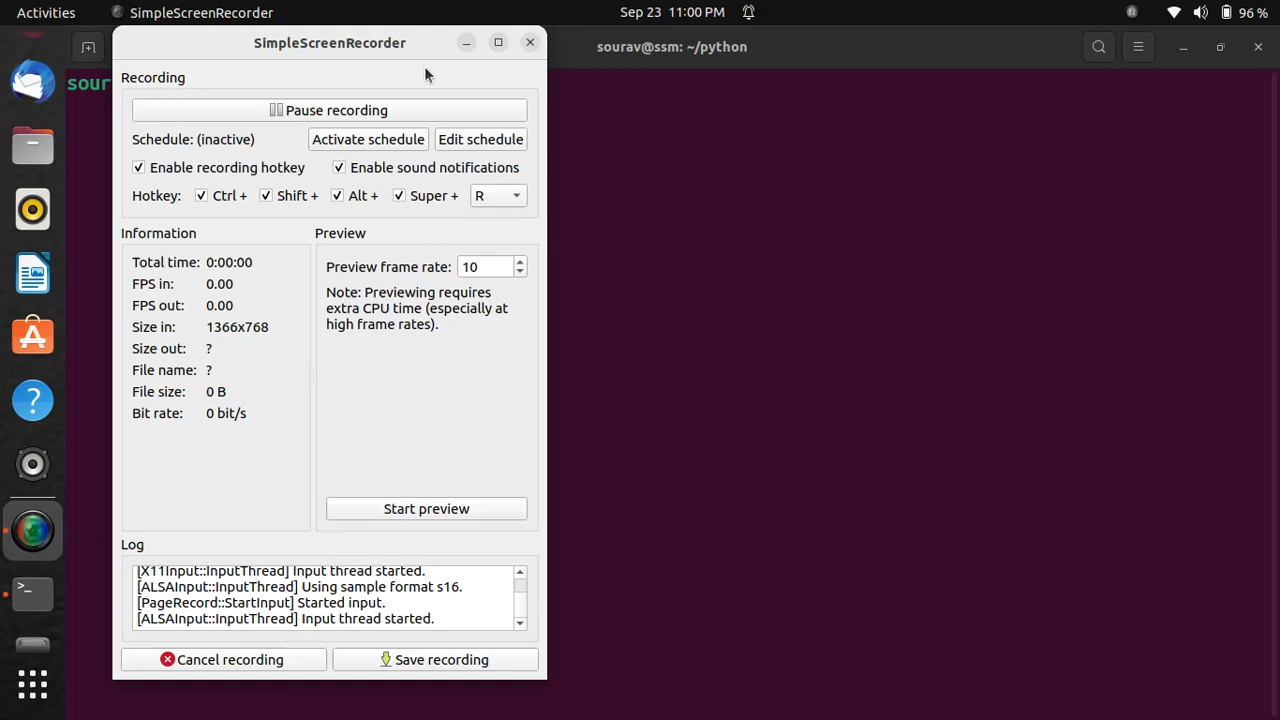 Activities SimpleScreenRecorder Sep 23 11:00 PM 96 %
SimpleScreenRecorder
sourav@ssm: ~/python
sour
Recording
Pause recording
Schedule: (inactive) Activate schedule Edit schedule
Enable recording hotkey Enable sound notifications
Hotkey: Ctrl + Shift + Alt + Super + R
Information
Total time: 0:00:00
FPS in: 0.00
FPS out: 0.00
Size in: 1366x768
Size out: ?
File name: ?
File size: 0 B
Bit rate: 0 bit/s
Preview
Preview frame rate: 10
Note: Previewing requires
extra CPU time (especially at
high frame rates).
Start preview
Log
[X11Input::InputThread] Input thread started.
[ALSAInput::InputThread] Using sample format s16.
[PageRecord::StartInput] Started input.
[ALSAInput::InputThread] Input thread started.
Cancel recording Save recording